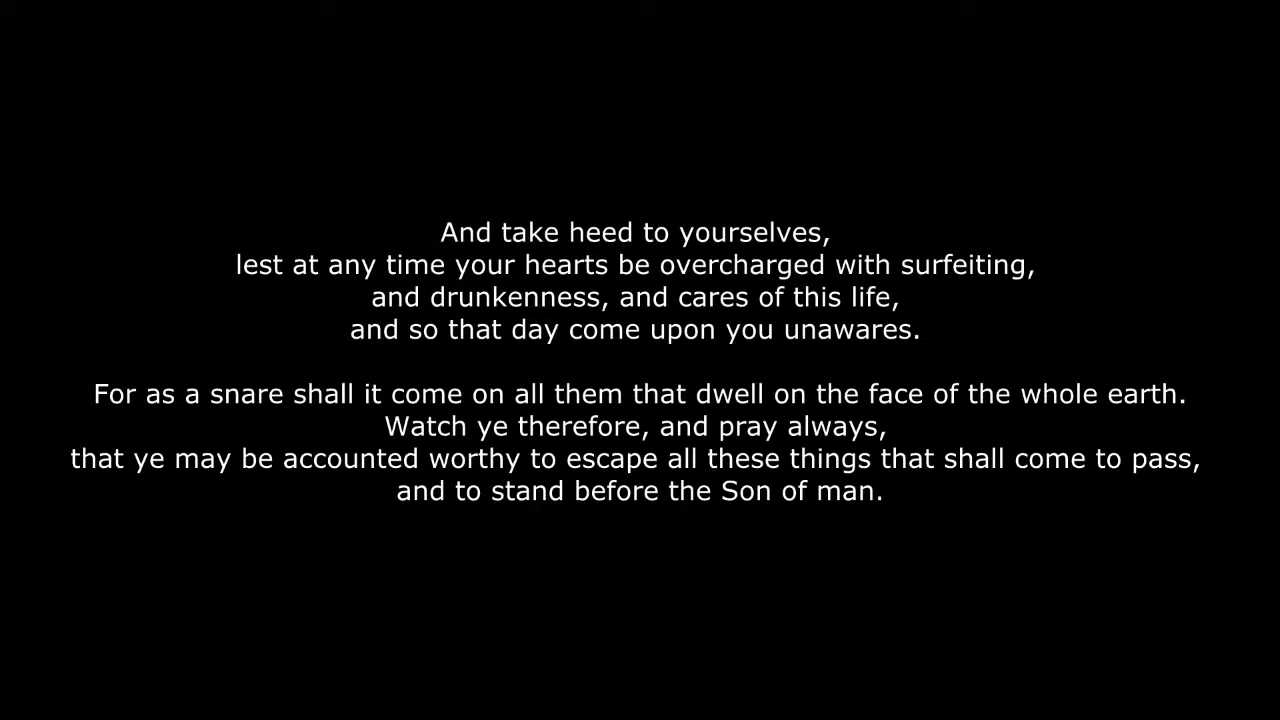 And take heed to yourselves,
lest at any time your hearts be overcharged with surfeiting,
and drunkenness, and cares of this life,
and so that day come upon you unawares.
For as a snare shall it come on all them that dwell on the face of the whole earth.
Watch ye therefore, and pray always,
that ye may be accounted worthy to escape all these things that shall come to pass,
and to stand before the Son of man.